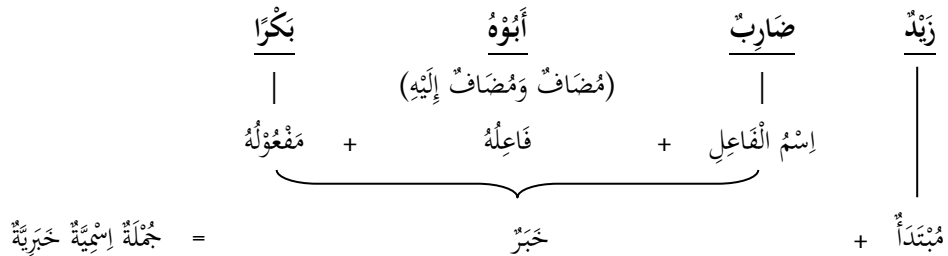 زَيْدٌ ضَارِبٌ أَبُوْهُ بَكْرًا
(مُضَافٌ وَمُضَافٌ إِلَيْهِ)
اِسْمُ الْفَاعِلِ + فَاعِلُهُ + مَفْعُوْلُهُ
مُبْتَدَأٌ + خَبَرٌ = جُمْلَةٌ اِسْمِيَّةٌ خَبَرِيَّةٌ